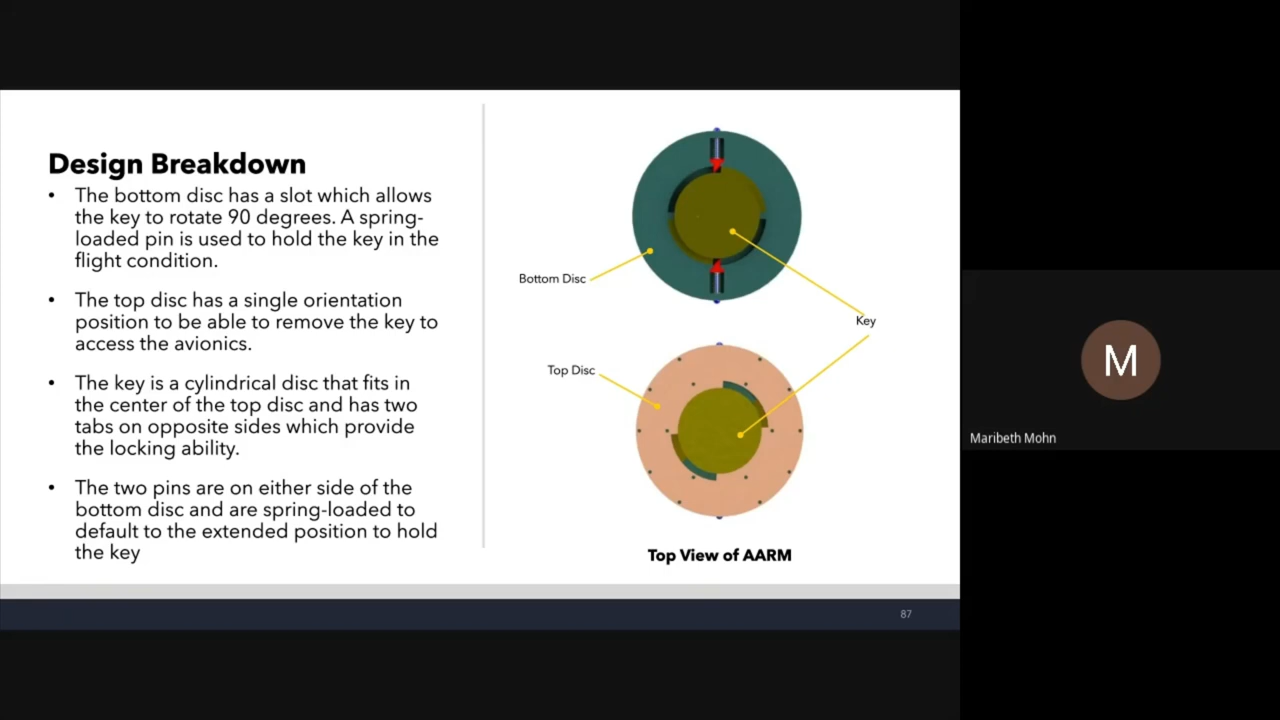 Design Breakdown
• The bottom disc has a slot which allows
the key to rotate 90 degrees. A spring-
loaded pin is used to hold the key in the
flight condition.
• The top disc has a single orientation
position to be able to remove the key to
access the avionics.
• The key is a cylindrical disc that fits in
the center of the top disc and has two
tabs on opposite sides which provide
the locking ability.
• The two pins are on either side of the
bottom disc and are spring-loaded to
default to the extended position to hold
the key
Bottom Disc
Key
Top Disc
Top View of AARM
87
M
Maribeth Mohn